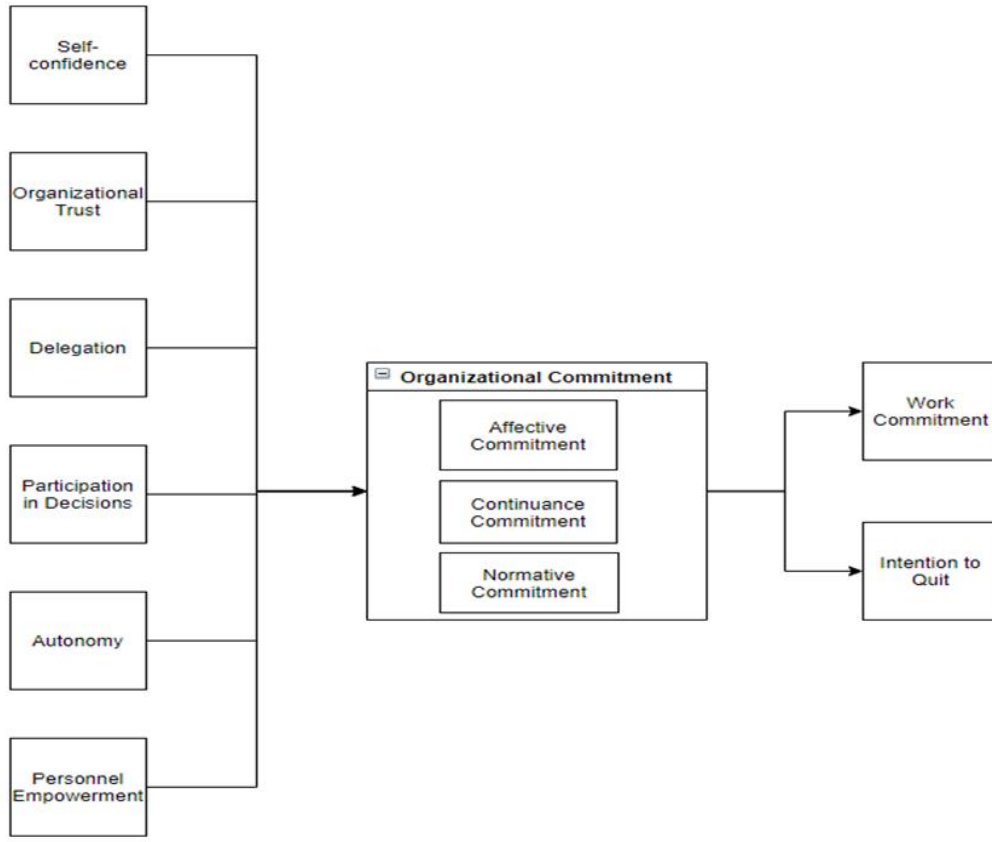 Self-
confidence
Organizational
Trust
Delegation
Participation
in Decisions
Autonomy
Personnel
Empowerment
Organizational Commitment
Affective
Commitment
Continuance
Commitment
Normative
Commitment
Work
Commitment
Intention to
Quit